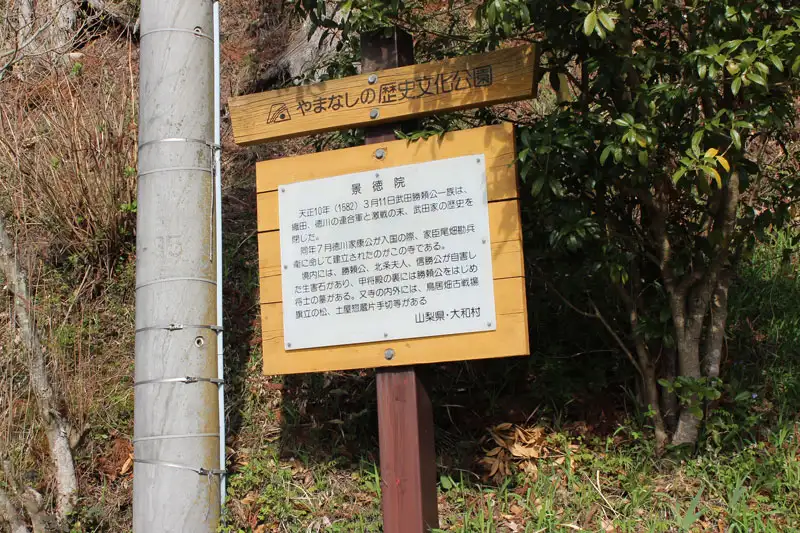 やまなしの歴史文化公園
景徳院
天正10年（1582）3月11日武田勝頼公一族は、
織田、徳川の連合軍と激戦の末、武田家の歴史を
閉じた。
同年7月徳川家康公が入国の際、家臣尾畑勘兵
衛に命じて建立されたのがこの寺である。
境内には、勝頼公、北条夫人、信勝公が自害し
た生害石があり、甲将殿の裏には勝頼公をはじめ
将士の墓がある。又寺の内外には、鳥居畑古戦場
旗立の松、土屋惣蔵片手切等がある
山梨県・大和村